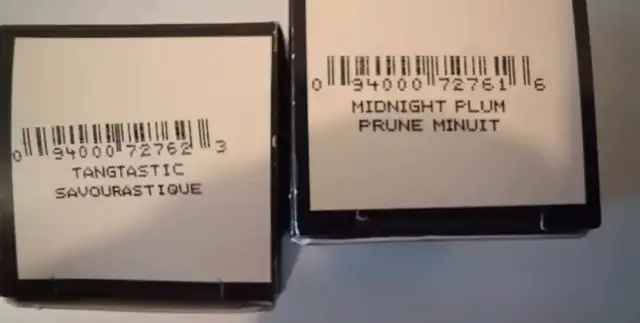 0 94000 72762 3
TANGTASTIC
SAVOURASTIQUE
0 94000 72761 6
MIDNIGHT PLUM
PRUNE MINUIT